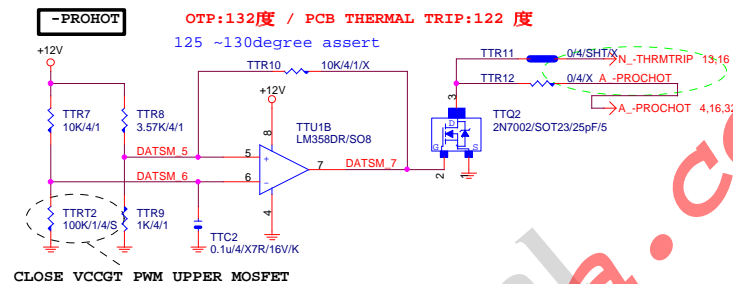 -PROHOT
OTP:132度 / PCB THERMAL TRIP:122 度
125 ~130degree assert
+12V
TTR10
10K/4/1/X
TTR11
0/4/SHT/X
N_-THRMTRIP 13,16
TTR12
0/4/X
A_-PROCHOT
A_-PROCHOT 4,16,32
TTR7
10K/4/1
TTR8
3.57K/4/1
+12V
TTU1B
LM358DR/SO8
TTQ2
2N7002/SOT23/25pF/5
3
D
G
S
2
1
DATSM_5
5
+
8
DATSM_6
6
-
4
7
DATSM_7
TTRT2
100K/1/4/S
TTR9
1K/4/1
TTC2
0.1u/4/X7R/16V/K
CLOSE VCCGT PWM UPPER MOSFET